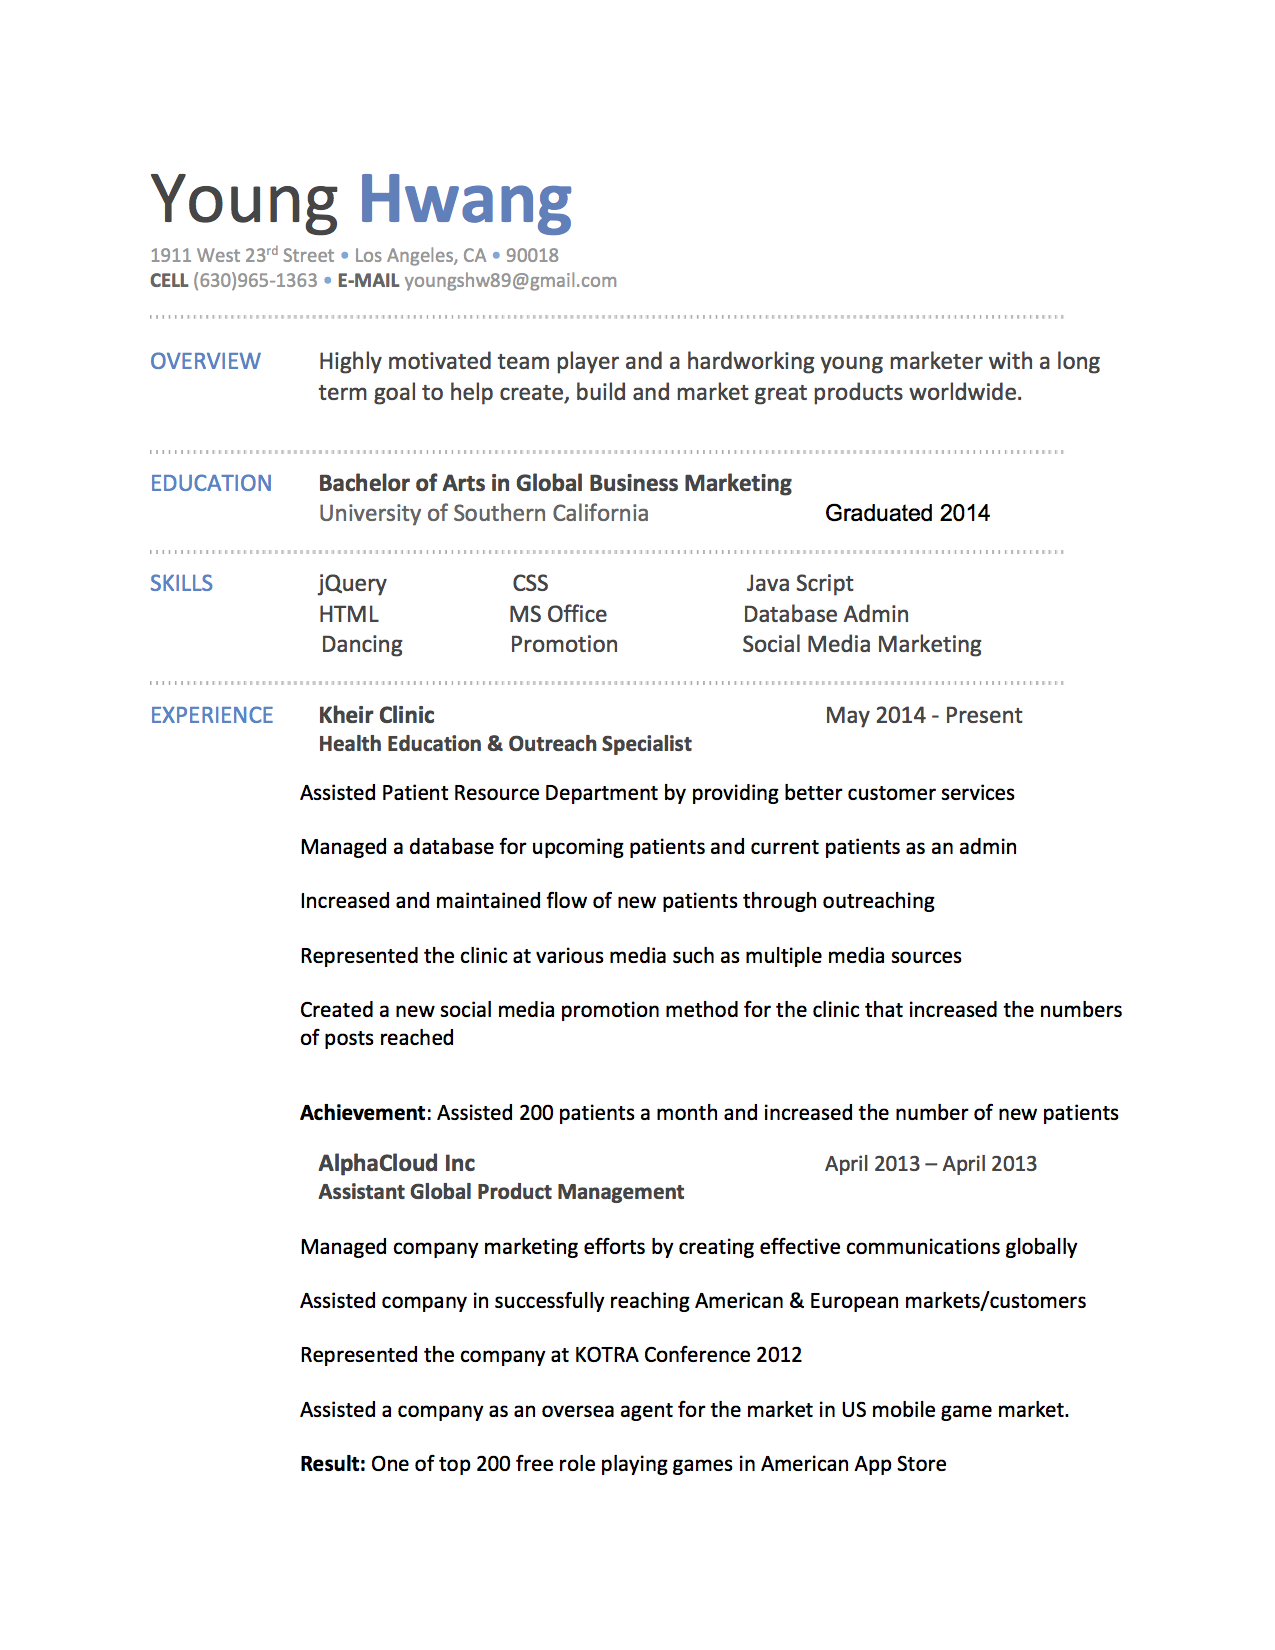 Young Hwang
1911 West 23rd Street • Los Angeles, CA • 90018
CELL (630)965-1363 • E-MAIL youngshw89@gmail.com
OVERVIEW Highly motivated team player and a hardworking young marketer with a long
term goal to help create, build and market great products worldwide.
EDUCATION Bachelor of Arts in Global Business Marketing
University of Southern California Graduated 2014
SKILLS jQuery CSS Java Script
HTML MS Office Database Admin
Dancing Promotion Social Media Marketing
EXPERIENCE Kheir Clinic May 2014 - Present
Health Education & Outreach Specialist
Assisted Patient Resource Department by providing better customer services
Managed a database for upcoming patients and current patients as an admin
Increased and maintained flow of new patients through outreaching
Represented the clinic at various media such as multiple media sources
Created a new social media promotion method for the clinic that increased the numbers
of posts reached
Achievement: Assisted 200 patients a month and increased the number of new patients
AlphaCloud Inc April 2013 – April 2013
Assistant Global Product Management
Managed company marketing efforts by creating effective communications globally
Assisted company in successfully reaching American & European markets/customers
Represented the company at KOTRA Conference 2012
Assisted a company as an oversea agent for the market in US mobile game market.
Result: One of top 200 free role playing games in American App Store